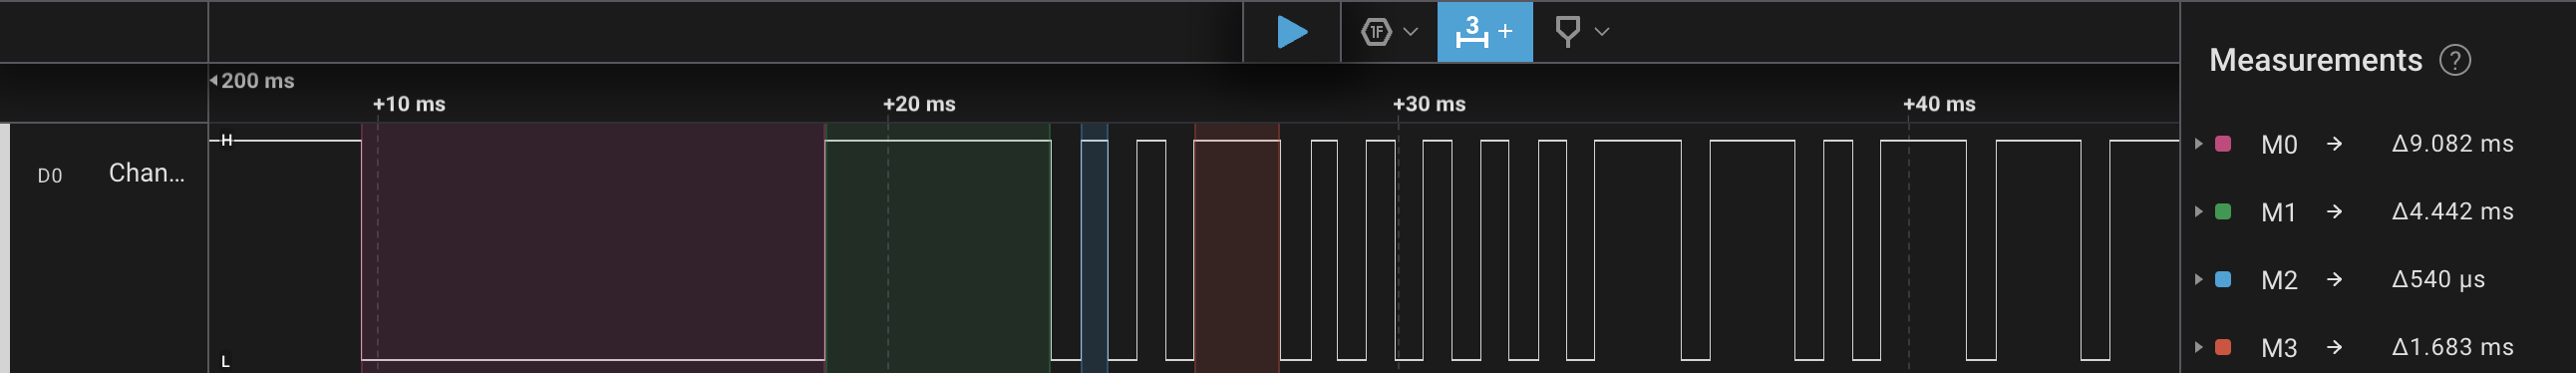 1F
3 +
Measurements ?
200 ms
+10 ms +20 ms +30 ms +40 ms
H
D0 Chan...
L
M0 → Δ9.082 ms
M1 → Δ4.442 ms
M2 → Δ540 μs
M3 → Δ1.683 ms